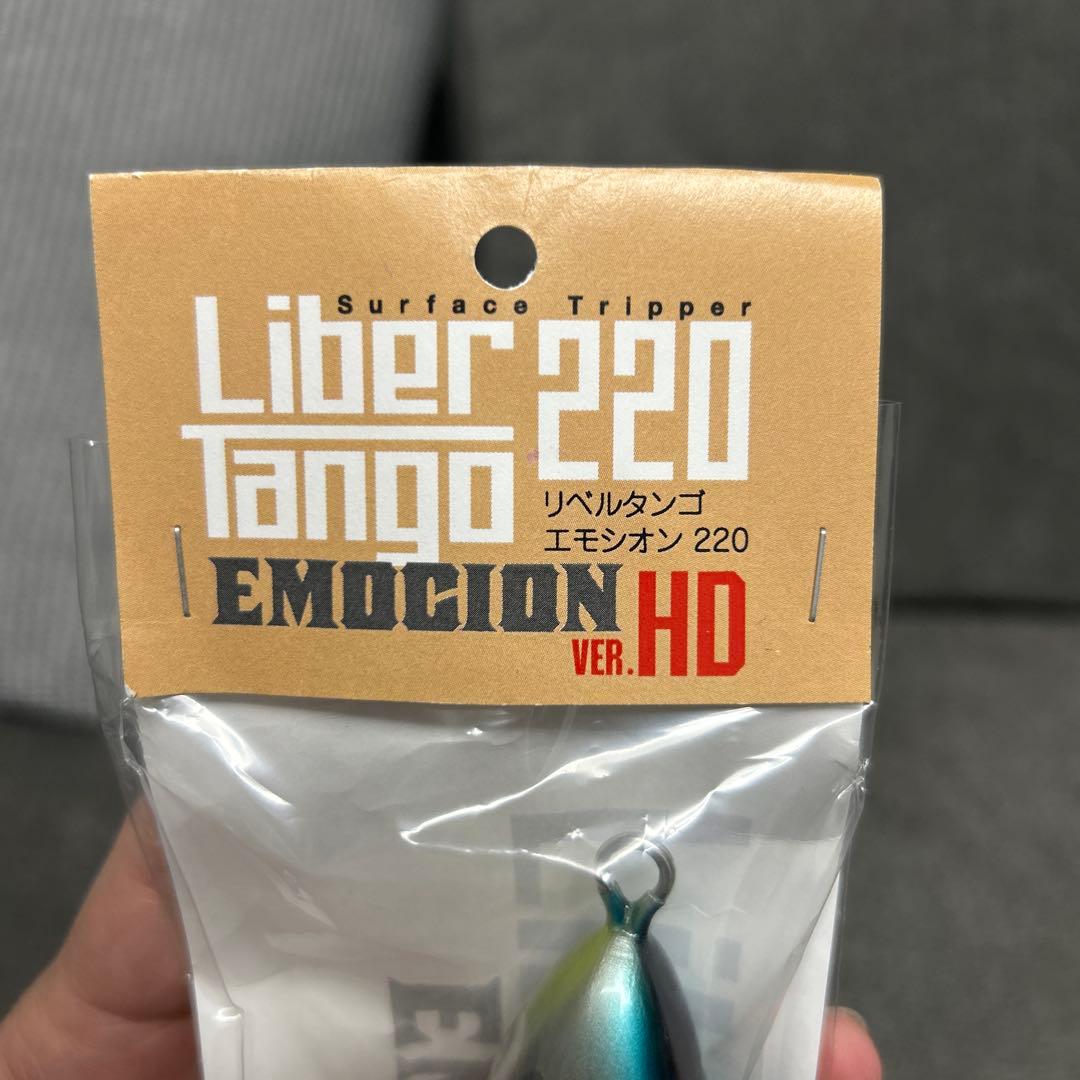 Surface Tripper
Liber
Tango
220
リベルタンゴ
エモシオン 220
EMOCION
VER.HD